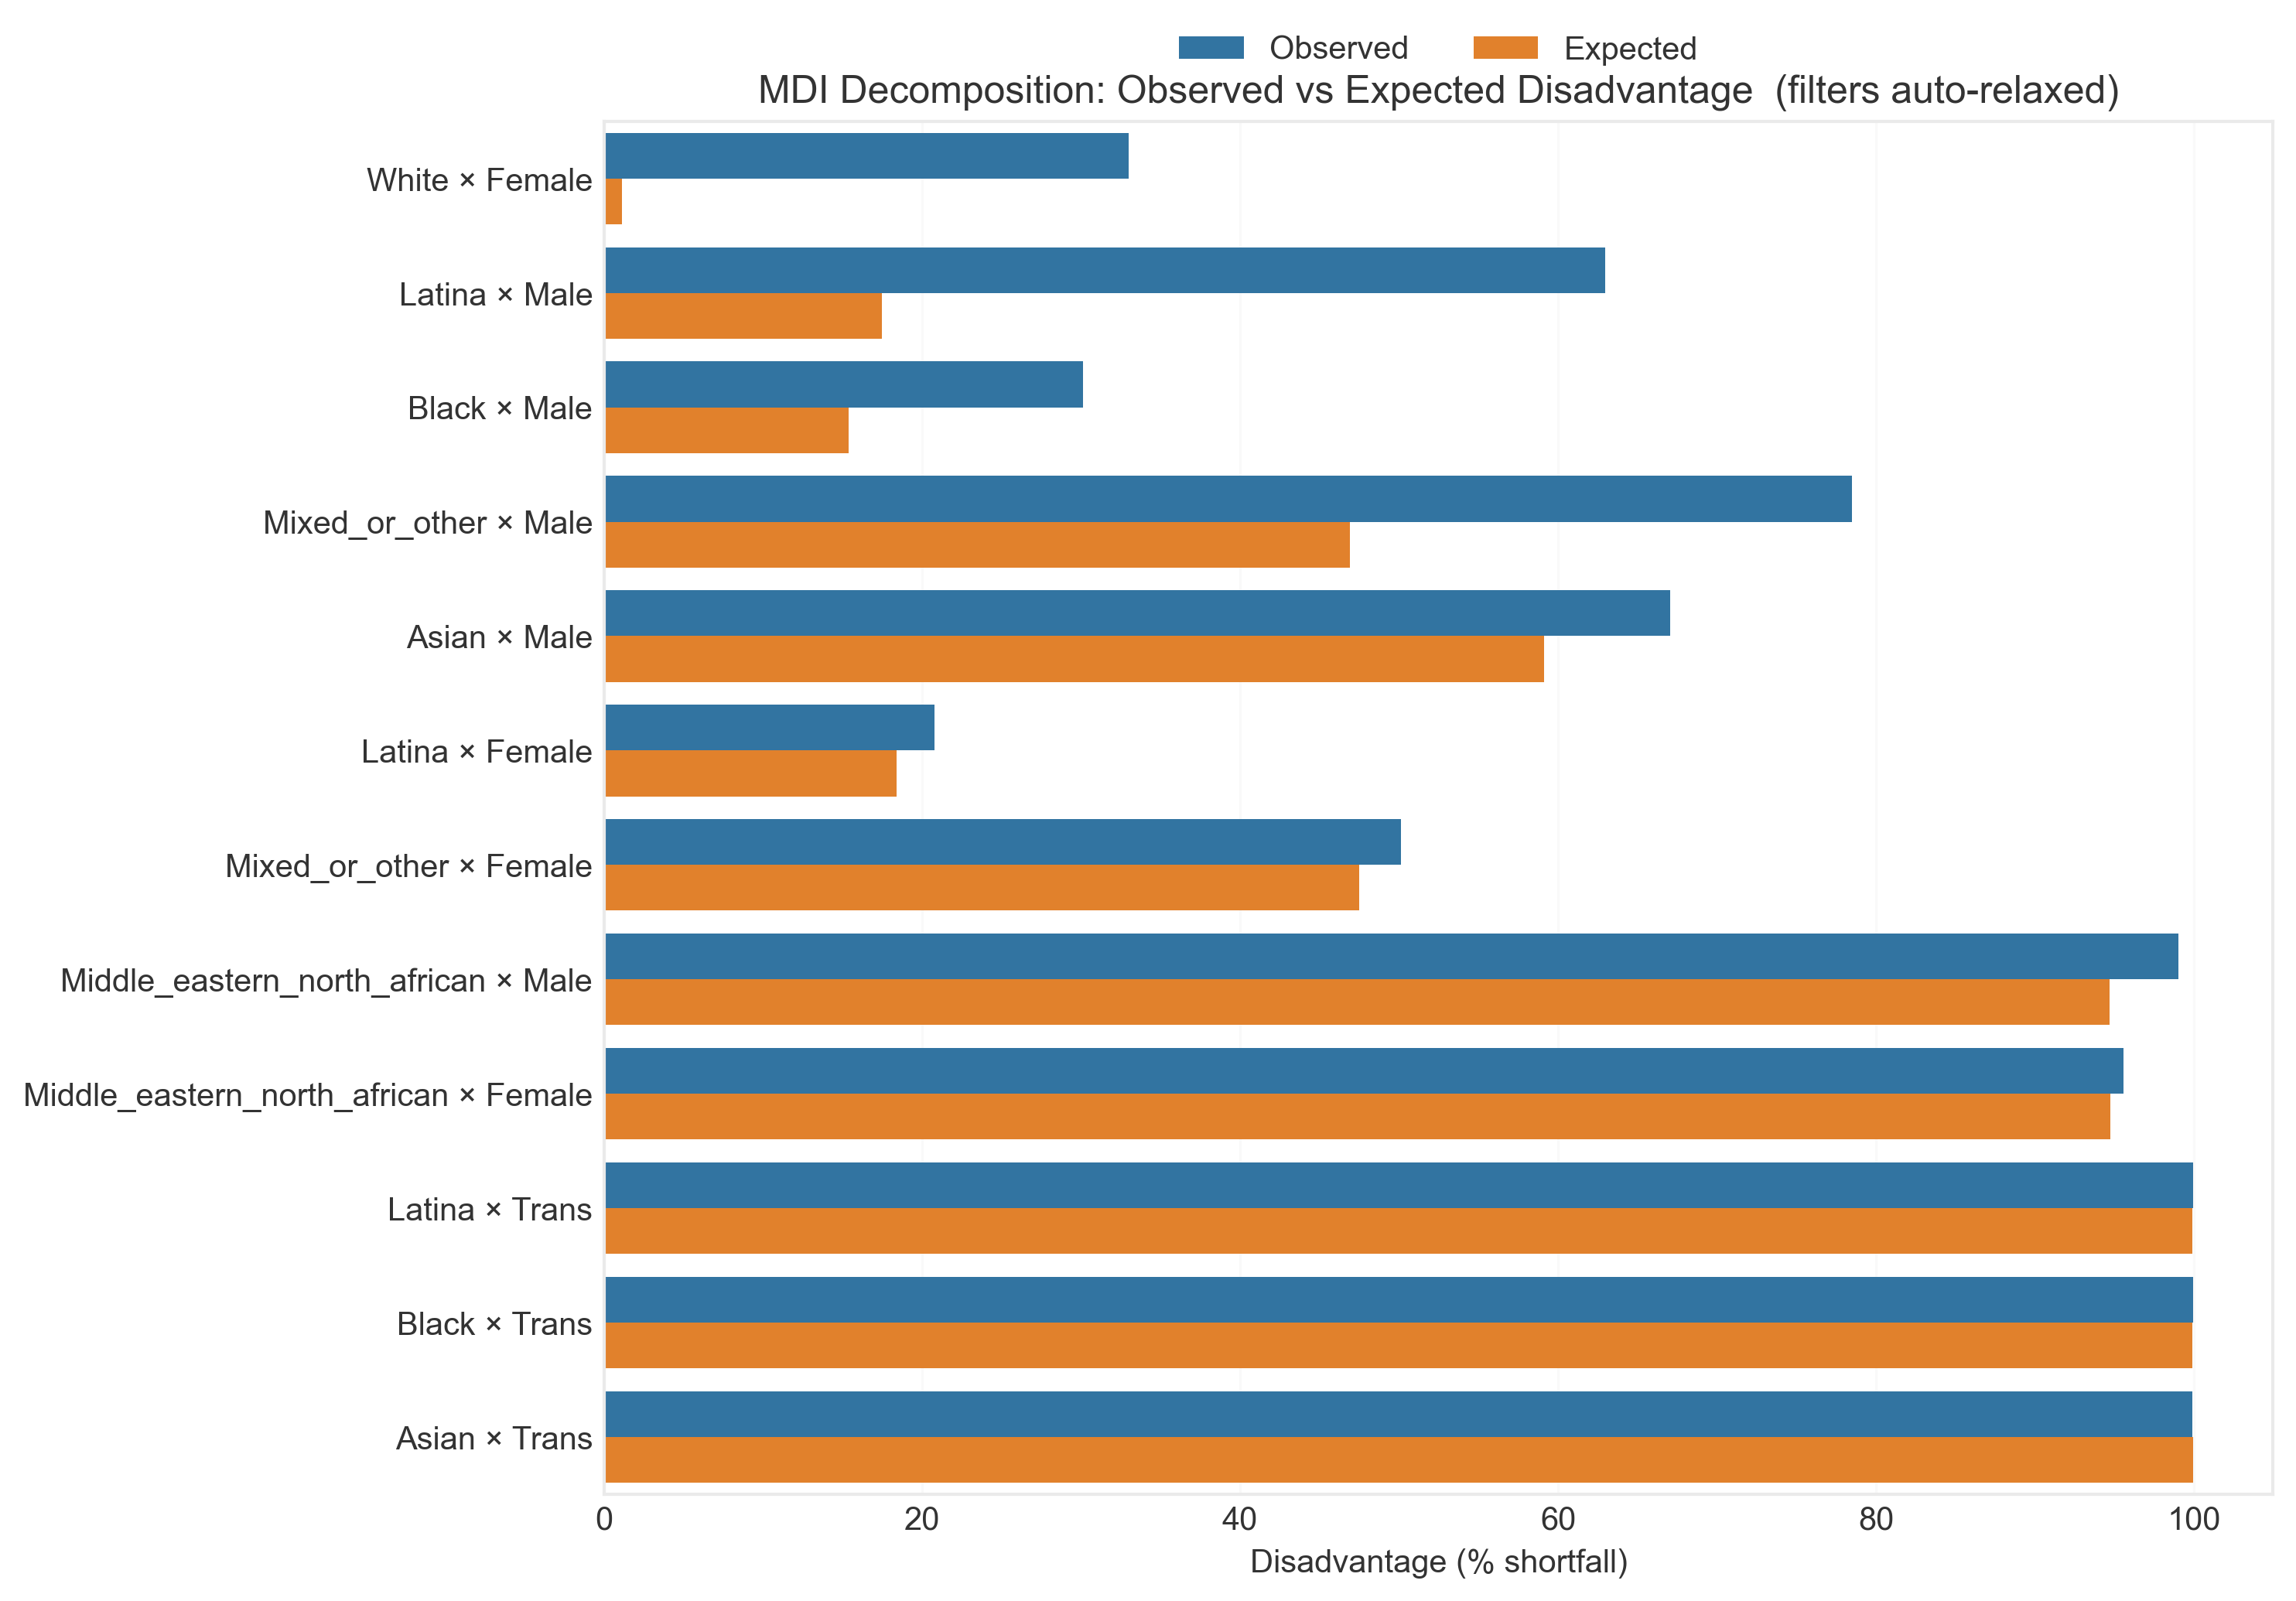 Observed Expected
MDI Decomposition: Observed vs Expected Disadvantage (filters auto-relaxed)
White × Female
Latina × Male
Black × Male
Mixed_or_other × Male
Asian × Male
Latina × Female
Mixed_or_other × Female
Middle_eastern_north_african × Male
Middle_eastern_north_african × Female
Latina × Trans
Black × Trans
Asian × Trans
0 20 40 60 80 100
Disadvantage (% shortfall)